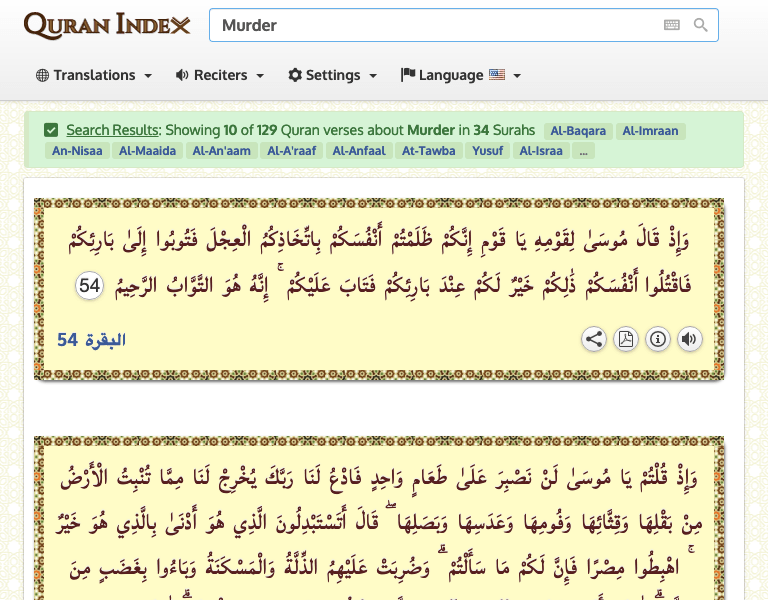 QURAN INDEX
Murder
Translations Reciters Settings Language
Search Results: Showing 10 of 129 Quran verses about Murder in 34 Surahs Al-Baqara Al-Imraan
An-Nisaa Al-Maaida Al-An'aam Al-A'raaf Al-Anfaal At-Tawba Yusuf Al-Israa ...
وَإِذْ قَالَ مُوسَىٰ لِقَوْمِهِ يَا قَوْمِ إِنَّكُمْ ظَلَمْتُمْ أَنْفُسَكُمْ بِاتِّخَاذِكُمُ الْعِجْلَ فَتُوبُوا إِلَىٰ بَارِئِكُمْ
فَاقْتُلُوا أَنْفُسَكُمْ ذَٰلِكُمْ خَيْرٌ لَكُمْ عِنْدَ بَارِئِكُمْ فَتَابَ عَلَيْكُمْ ۚ إِنَّهُ هُوَ التَّوَّابُ الرَّحِيمُ 54
البقرة 54
وَإِذْ قُلْتُمْ يَا مُوسَىٰ لَنْ نَصْبِرَ عَلَىٰ طَعَامٍ وَاحِدٍ فَادْعُ لَنَا رَبَّكَ يُخْرِجْ لَنَا مِمَّا تُنْبِتُ الْأَرْضُ
مِنْ بَقْلِهَا وَقِثَّائِهَا وَفُومِهَا وَعَدَسِهَا وَبَصَلِهَا ۖ قَالَ أَتَسْتَبْدِلُونَ الَّذِي هُوَ أَدْنَىٰ بِالَّذِي هُوَ خَيْرٌ
ۚ اهْبِطُوا مِصْرًا فَإِنَّ لَكُمْ مَا سَأَلْتُمْ ۗ وَضُرِبَتْ عَلَيْهِمُ الذِّلَّةُ وَالْمَسْكَنَةُ وَبَاءُوا بِغَضَبٍ مِنَ